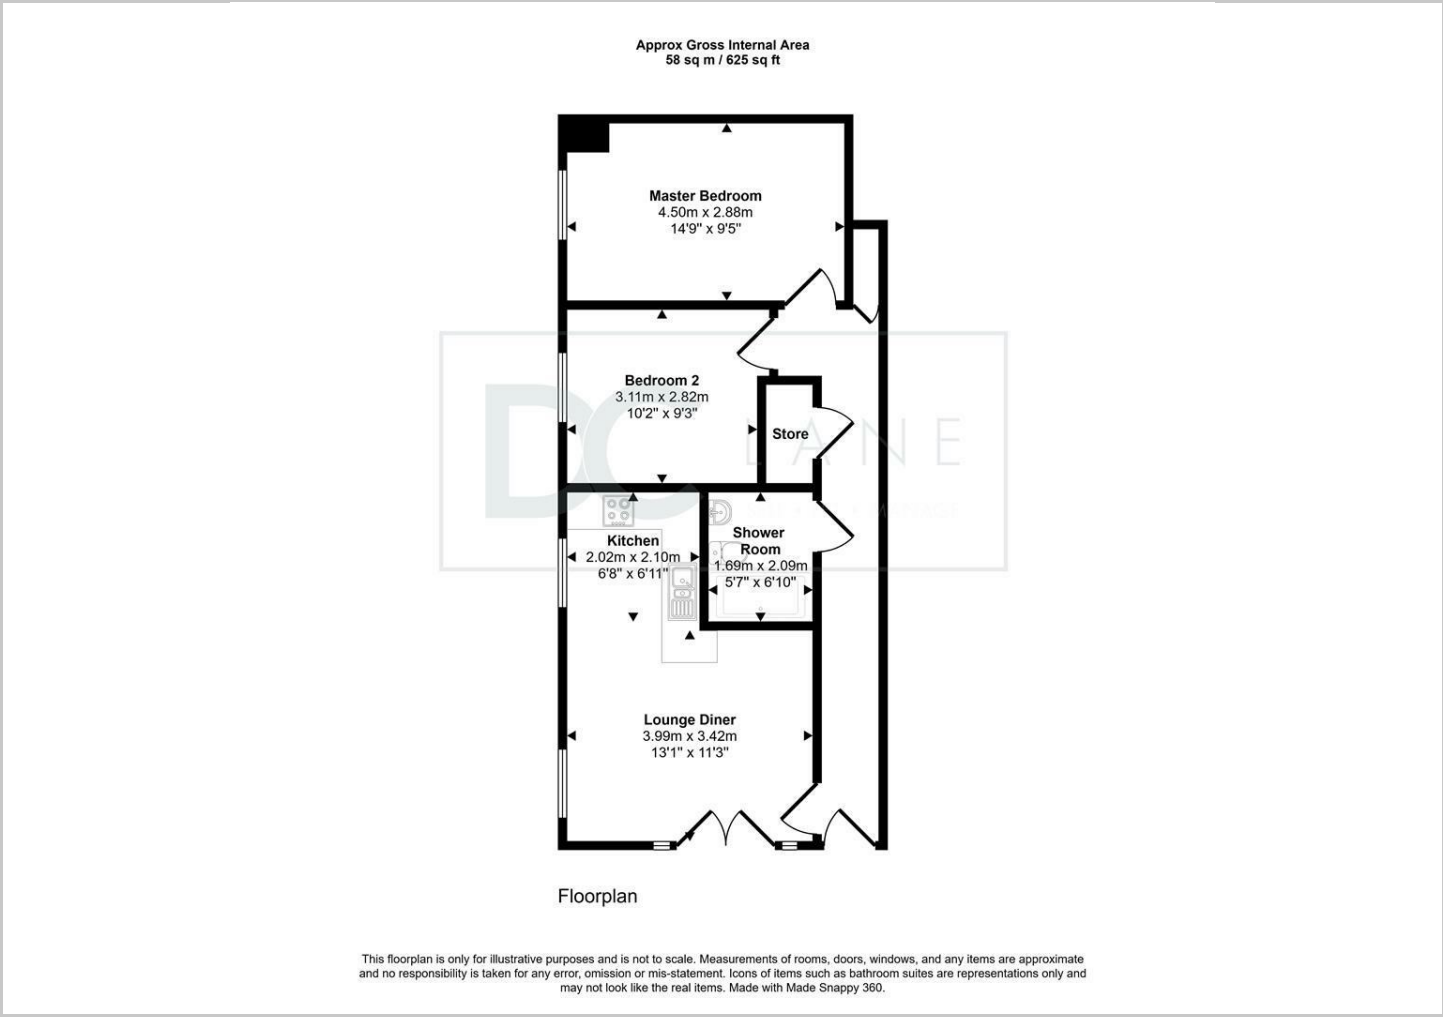 Approx Gross Internal Area
58 sq m / 625 sq ft
Master Bedroom
4.50m x 2.88m
14'9" x 9'5"
Bedroom 2
3.11m x 2.82m
10'2" x 9'3"
Store
DC
LANE
Kitchen
2.02m x 2.10m
6'8" x 6'11"
Shower
Room
1.69m x 2.09m
5'7" x 6'10"
Lounge Diner
3.99m x 3.42m
13'1" x 11'3"
Floorplan
This floorplan is only for illustrative purposes and is not to scale. Measurements of rooms, doors, windows, and any items are approximate
and no responsibility is taken for any error, omission or mis-statement. Icons of items such as bathroom suites are representations only and
may not look like the real items. Made with Made Snappy 360.